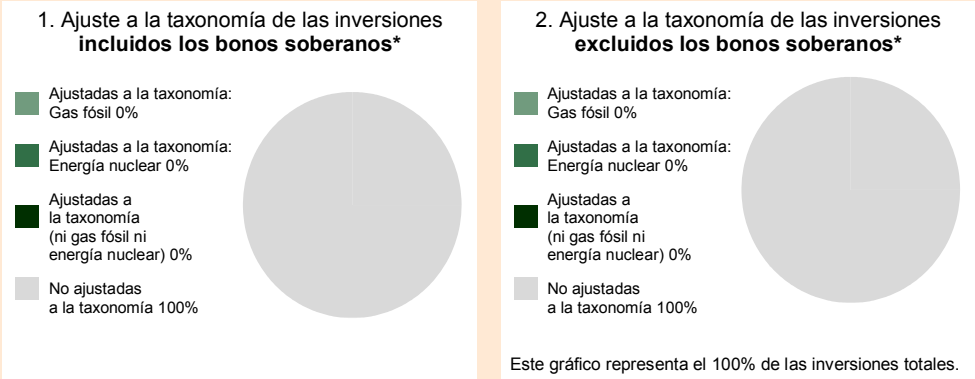 1. Ajuste a la taxonomía de las inversiones
incluidos los bonos soberanos*
Ajustadas a la taxonomía:
Gas fósil 0%
Ajustadas a la taxonomía:
Energía nuclear 0%
Ajustadas a
la taxonomía
(ni gas fósil ni
energía nuclear) 0%
No ajustadas
a la taxonomía 100%
2. Ajuste a la taxonomía de las inversiones
excluidos los bonos soberanos*
Ajustadas a la taxonomía:
Gas fósil 0%
Ajustadas a la taxonomía:
Energía nuclear 0%
Ajustadas a
la taxonomía
(ni gas fósil ni
energía nuclear) 0%
No ajustadas
a la taxonomía 100%
Este gráfico representa el 100% de las inversiones totales.